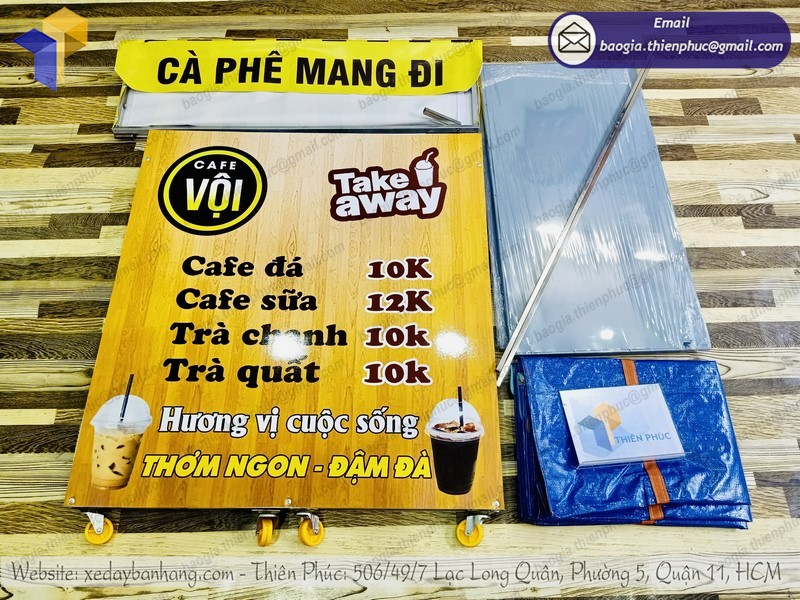 Email
baogia.thienphuc@gmail.com
CÀ PHÊ MANG ĐI
CAFE
VỘI
Take
away
Cafe đá 10K
Cafe sữa 12K
Trà chanh 10k
Trà quất 10k
Hương vị cuộc sống
THƠM NGON - ĐẬM ĐÀ
THIÊN PHÚC
Website: xedaybanhang.com - Thiên Phúc: 506/49/7 Lạc Long Quân, Phường 5, Quận 11, HCM